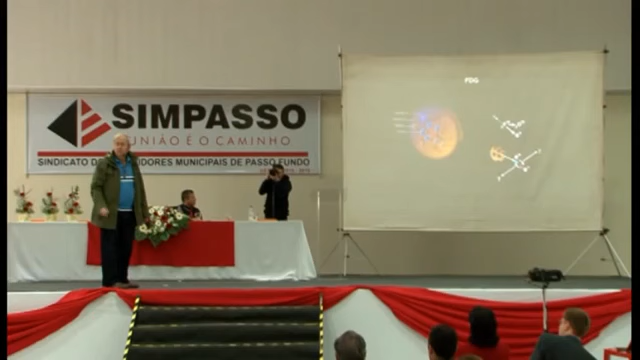 SIMPASSO
UNIÃO É O CAMINHO
SINDICATO DOS SERVIDORES MUNICIPAIS DE PASSO FUNDO
PDG